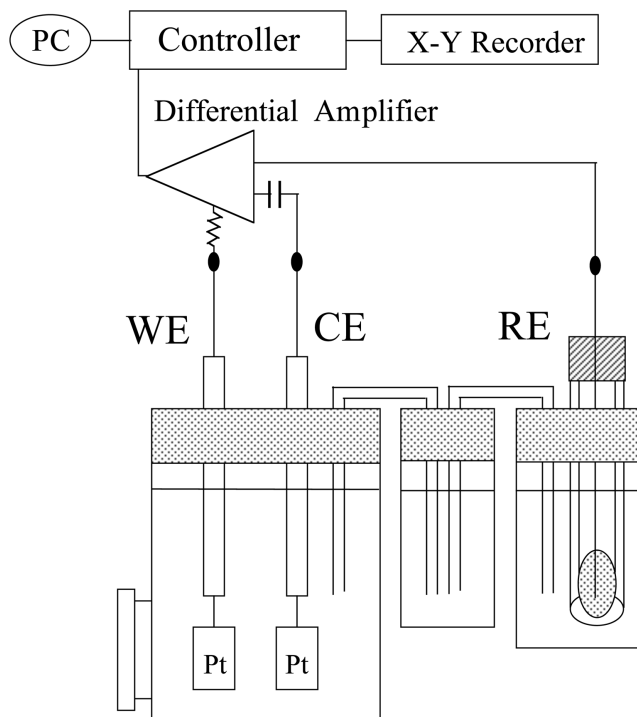 PC
Controller
X-Y Recorder
Differential Amplifier
WE
CE
RE
Pt
Pt